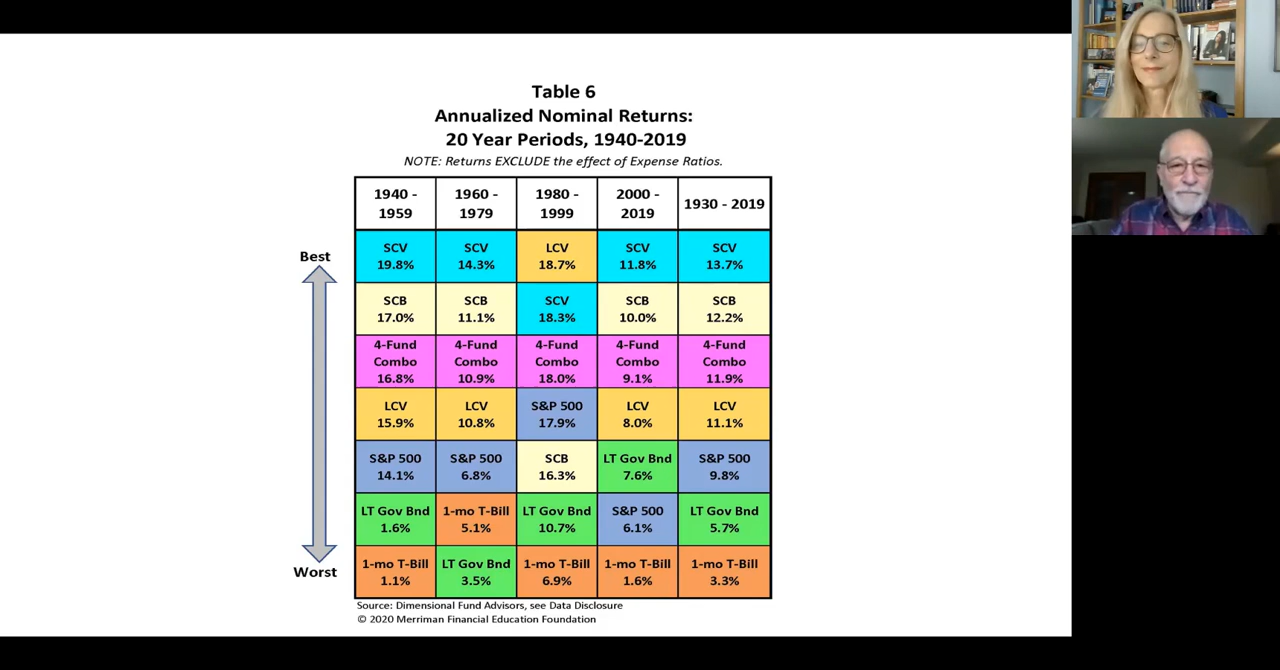 Table 6
Annualized Nominal Returns:
20 Year Periods, 1940-2019
NOTE: Returns EXCLUDE the effect of Expense Ratios.
1940 -
1959
1960 -
1979
1980 -
1999
2000 -
2019
1930 - 2019
Best
SCV
19.8%
SCV
14.3%
LCV
18.7%
SCV
11.8%
SCV
13.7%
SCB
17.0%
SCB
11.1%
SCV
18.3%
SCB
10.0%
SCB
12.2%
4-Fund
Combo
16.8%
4-Fund
Combo
10.9%
4-Fund
Combo
18.0%
4-Fund
Combo
9.1%
4-Fund
Combo
11.9%
LCV
15.9%
LCV
10.8%
S&P 500
17.9%
LCV
8.0%
LCV
11.1%
S&P 500
14.1%
S&P 500
6.8%
SCB
16.3%
LT Gov Bnd
7.6%
S&P 500
9.8%
LT Gov Bnd
1.6%
1-mo T-Bill
5.1%
LT Gov Bnd
10.7%
S&P 500
6.1%
LT Gov Bnd
5.7%
Worst
1-mo T-Bill
1.1%
LT Gov Bnd
3.5%
1-mo T-Bill
6.9%
1-mo T-Bill
1.6%
1-mo T-Bill
3.3%
Source: Dimensional Fund Advisors, see Data Disclosure
© 2020 Merriman Financial Education Foundation